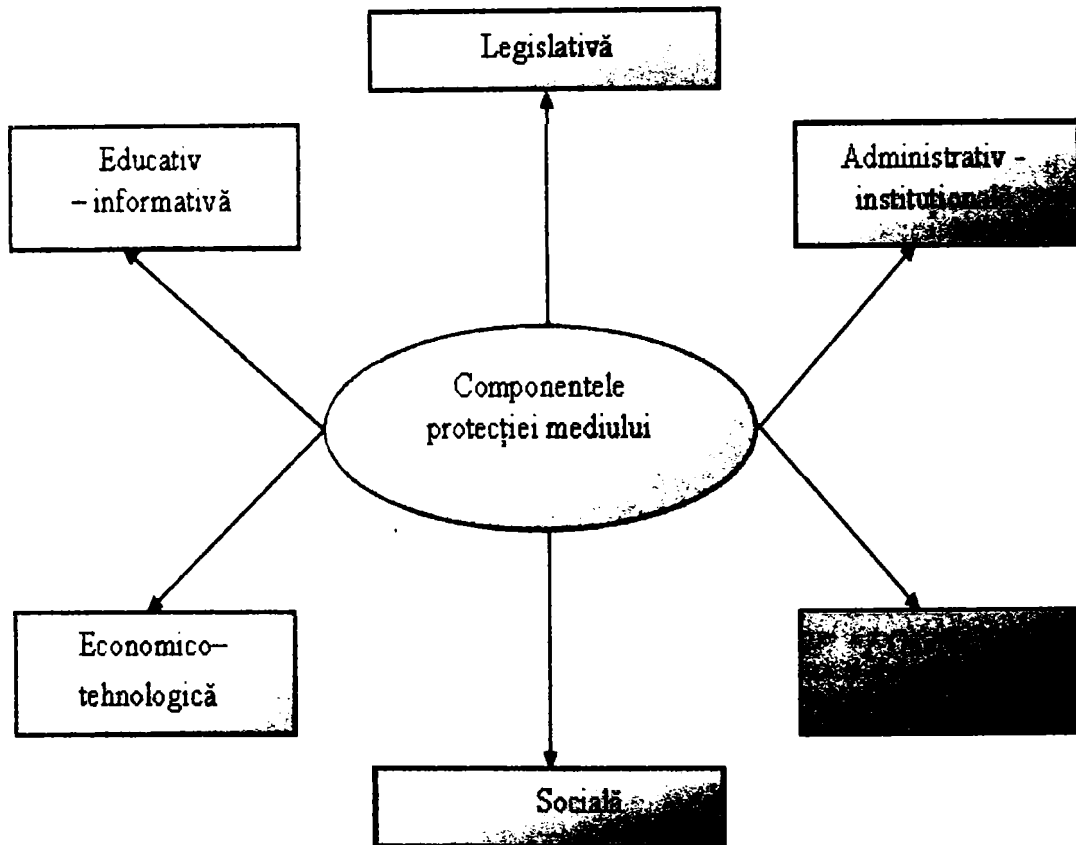 Legislativă
Educativ
– informativă
Administrativ -
instituțională
Componentele
protecției mediului
Economico–
tehnologică
Socială